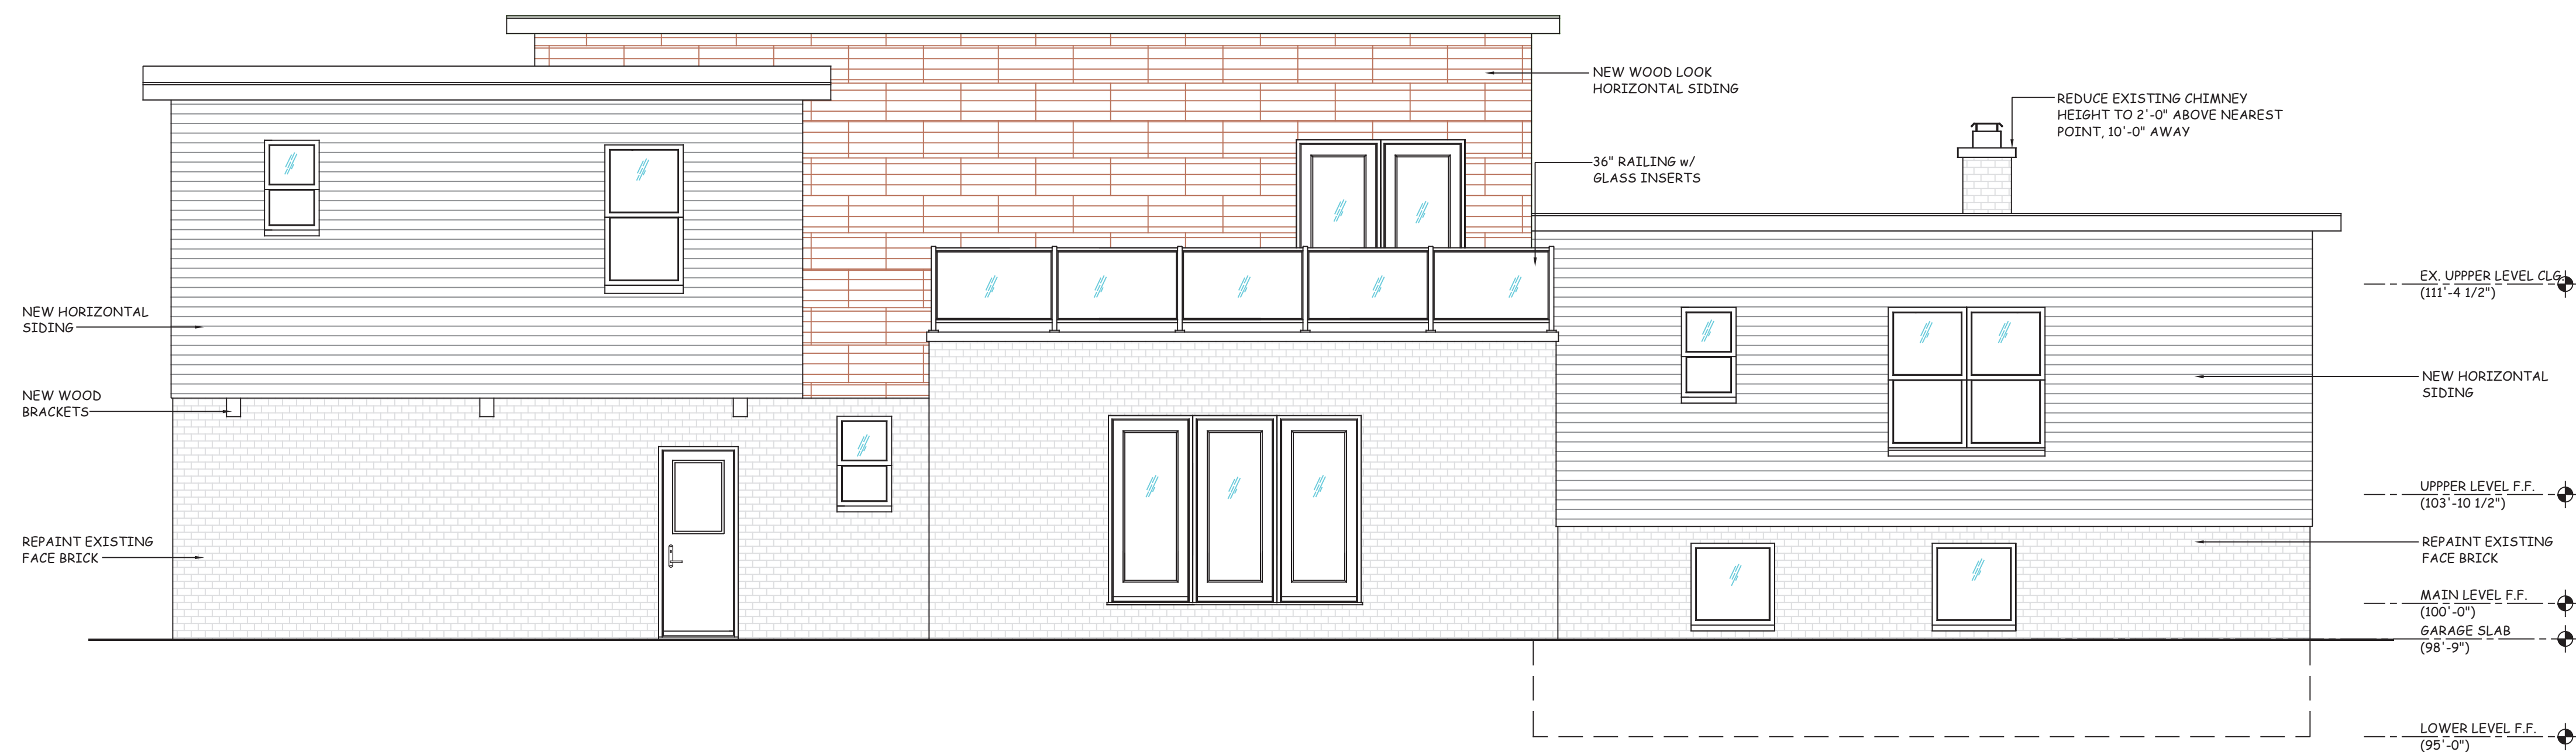 NEW WOOD LOOK
HORIZONTAL SIDING
REDUCE EXISTING CHIMNEY
HEIGHT TO 2'-0" ABOVE NEAREST
POINT, 10'-0" AWAY
36" RAILING w/
GLASS INSERTS
EX. UPPPER LEVEL CLG.
(111'-4 1/2")
NEW HORIZONTAL
SIDING
NEW HORIZONTAL
SIDING
NEW WOOD
BRACKETS
UPPPER LEVEL F.F.
(103'-10 1/2")
REPAINT EXISTING
FACE BRICK
REPAINT EXISTING
FACE BRICK
MAIN LEVEL F.F.
(100'-0")
GARAGE SLAB
(98'-9")
LOWER LEVEL F.F.
(95'-0")